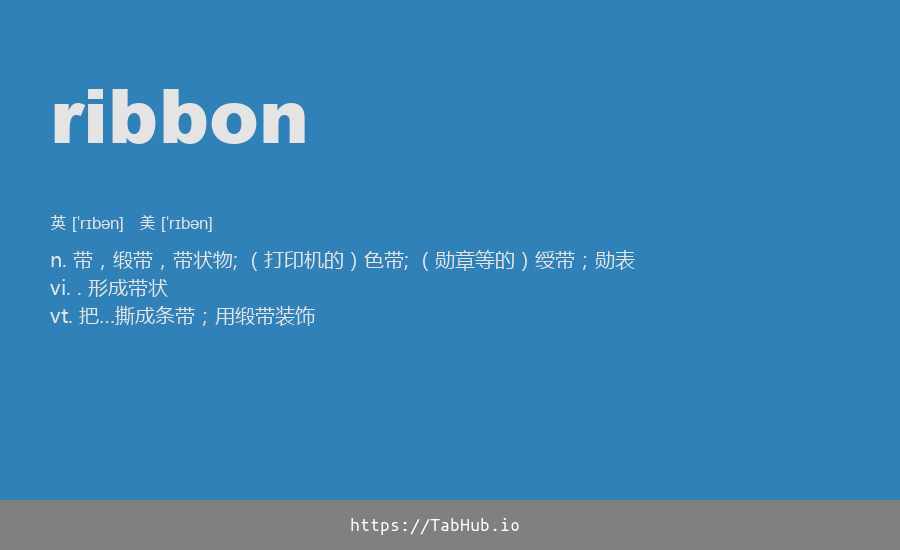 ribbon
英 [ˈrɪbən] 美 [ˈrɪbən]
n. 带，缎带，带状物; （打印机的）色带; （勋章等的）绶带；勋表
vi. . 形成带状
vt. 把…撕成条带；用缎带装饰
https://TabHub.io